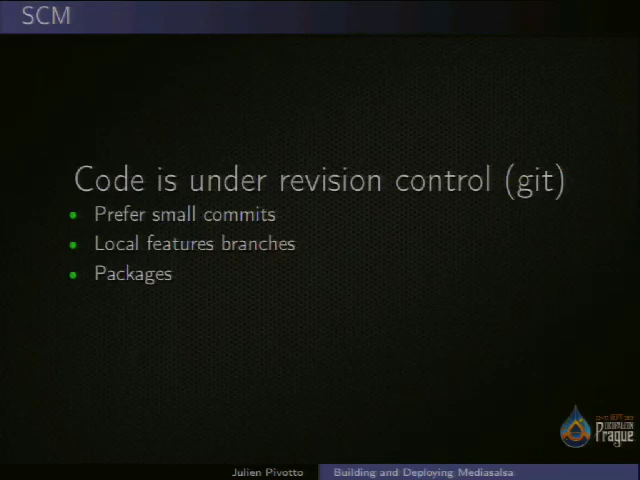 SCM
Code is under revision control (git)
Prefer small commits
Local features branches
Packages
Prague
Julien Pivotto
Building and Deploying Mediasalsa